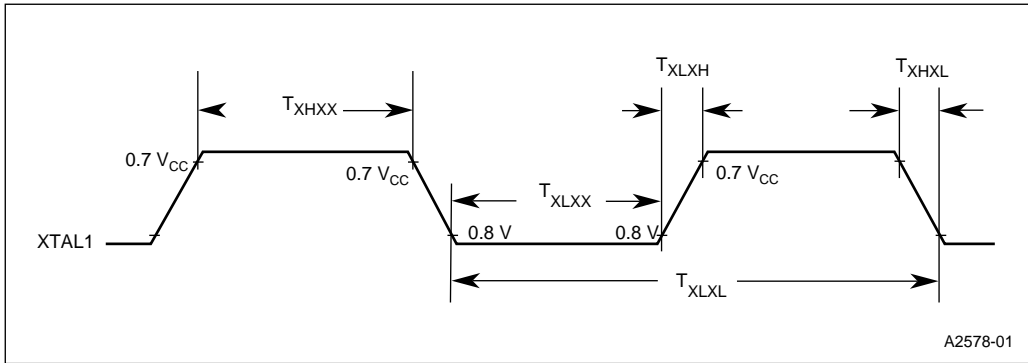 T_XLXH
T_XHXL
T_XHXX
0.7 V_CC
0.7 V_CC
0.7 V_CC
T_XLXX
XTAL1
0.8 V
0.8 V
T_XLXL
A2578-01